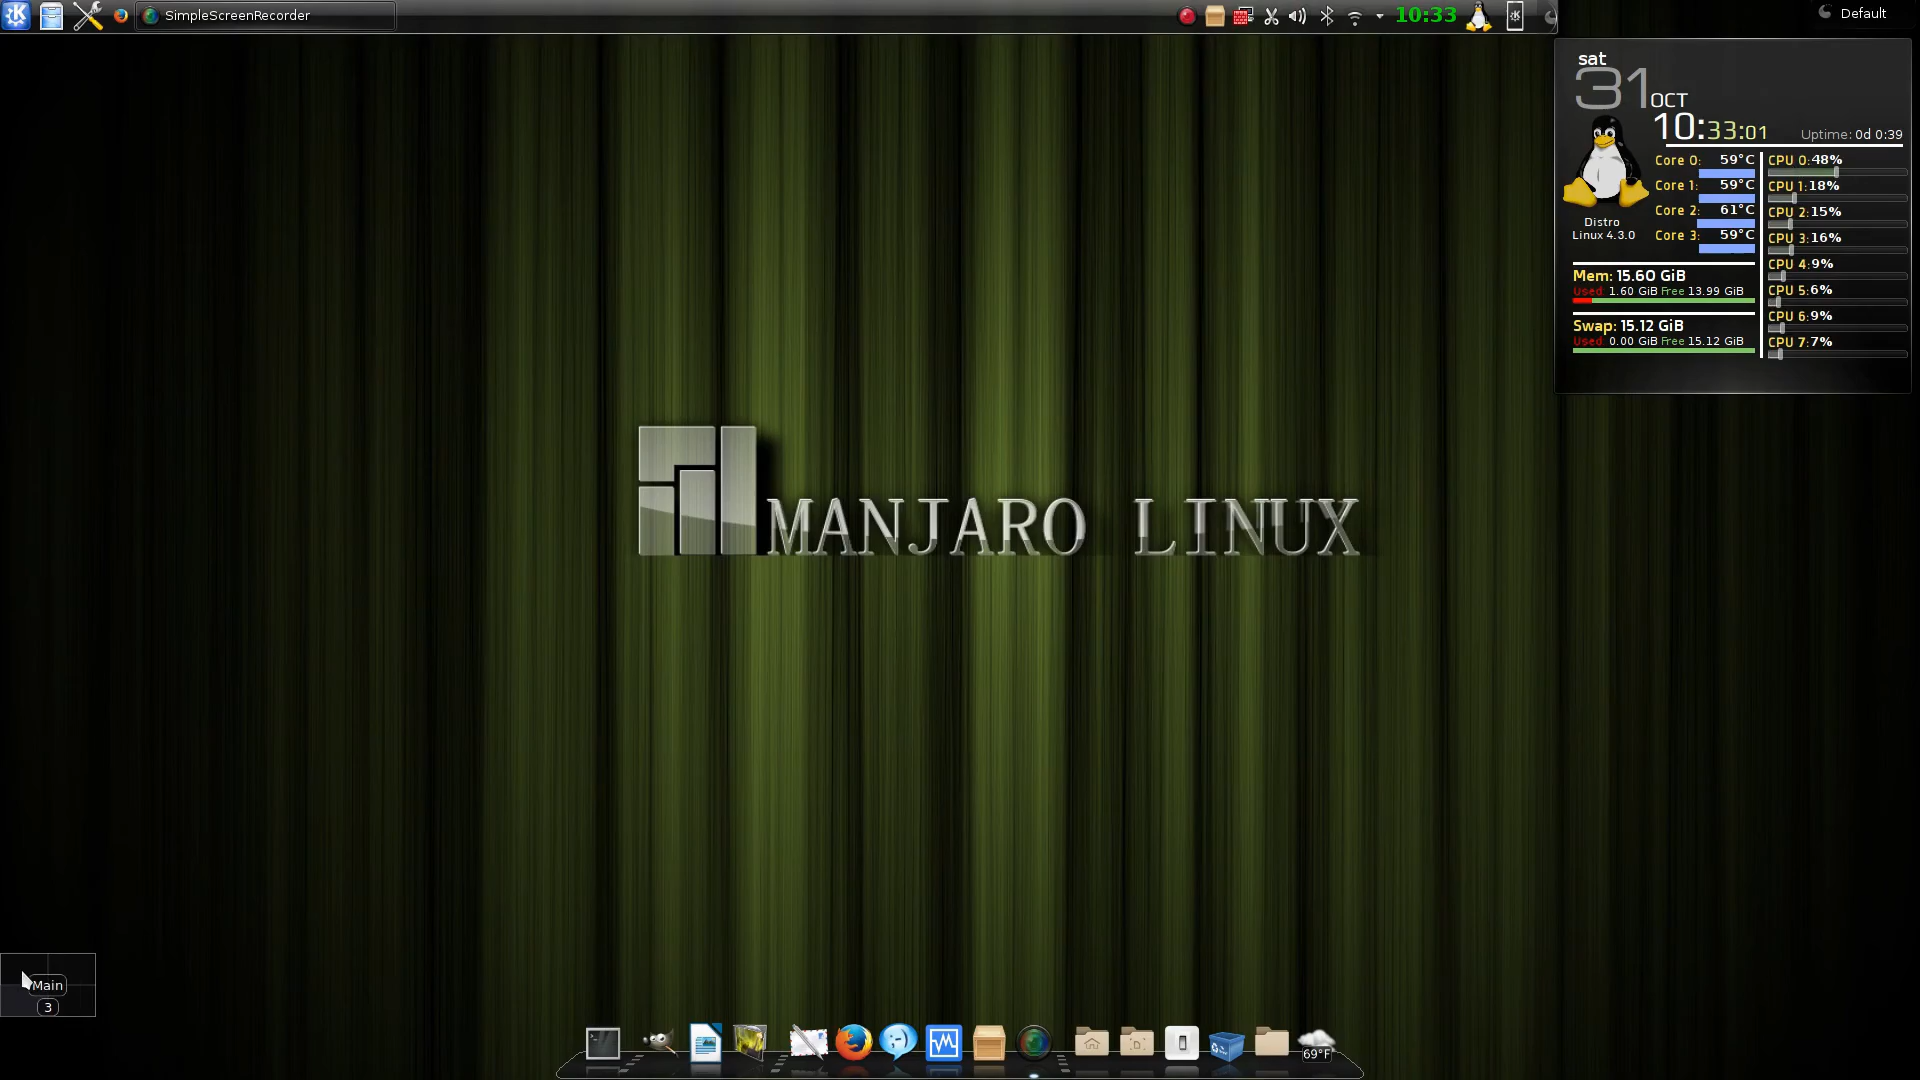 SimpleScreenRecorder
10:33
Default
sat
31 OCT
10:33:01
Uptime: 0d 0:39
Distro
Linux 4.3.0
Core 0: 59°C
Core 1: 59°C
Core 2: 61°C
Core 3: 59°C
CPU 0:48%
CPU 1:18%
CPU 2:15%
CPU 3:16%
CPU 4:9%
CPU 5:6%
CPU 6:9%
CPU 7:7%
Mem: 15.60 GiB
Used: 1.60 GiB Free 13.99 GiB
Swap: 15.12 GiB
Used: 0.00 GiB Free 15.12 GiB
MANJARO LINUX
Main
3
69°F